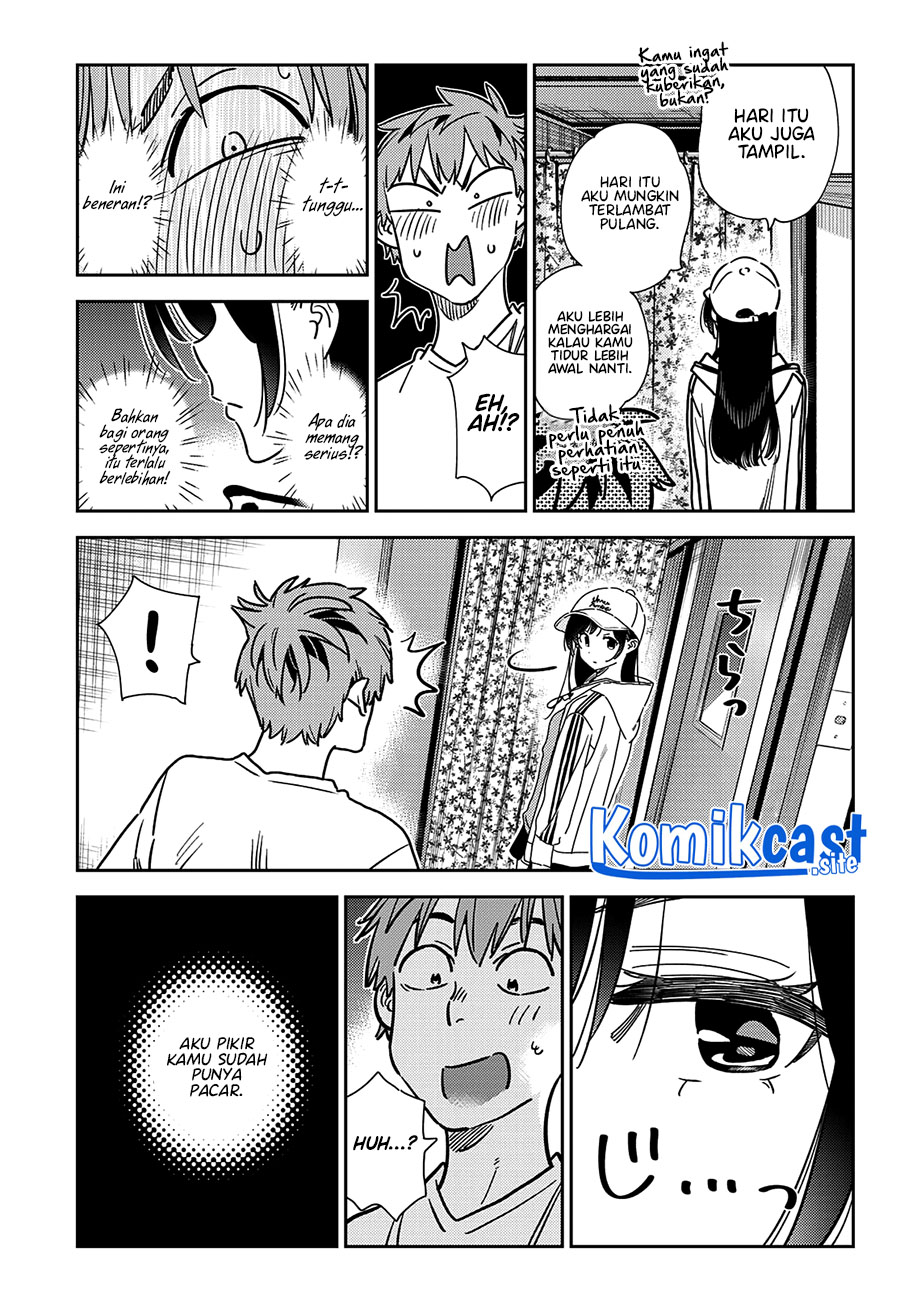 Kamu ingat
yang sudah
kuberikan,
bukan?
HARI ITU
AKU JUGA
TAMPIL.
HARI ITU
AKU MUNGKIN
TERLAMBAT
PULANG.
AKU LEBIH
MENGHARGAI
KALAU KAMU
TIDUR LEBIH
AWAL NANTI.
Tidak
perlu penuh
perhatian
seperti itu
EH,
AH!?
t-t-
tunggu...
Ini
beneran!?
Apa dia
memang
serius!?
Bahkan
bagi orang
sepertinya,
itu terlalu
berlebihan!
ちらっ
!
Komikcast
.site
じ...っ
HUH...?
AKU PIKIR
KAMU SUDAH
PUNYA
PACAR.